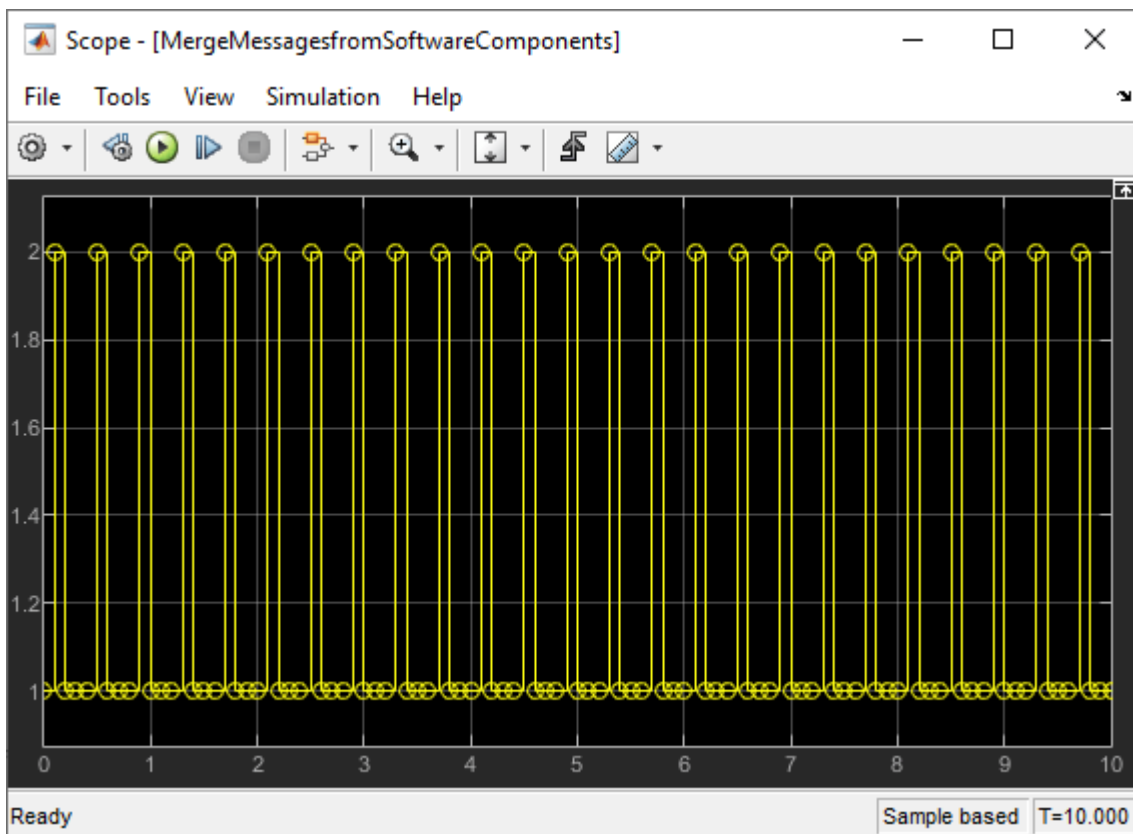 Scope - [MergeMessagesfromSoftwareComponents]
File Tools View Simulation Help
2
1.8
1.6
1.4
1.2
1
0 1 2 3 4 5 6 7 8 9 10
Ready Sample based T=10.000